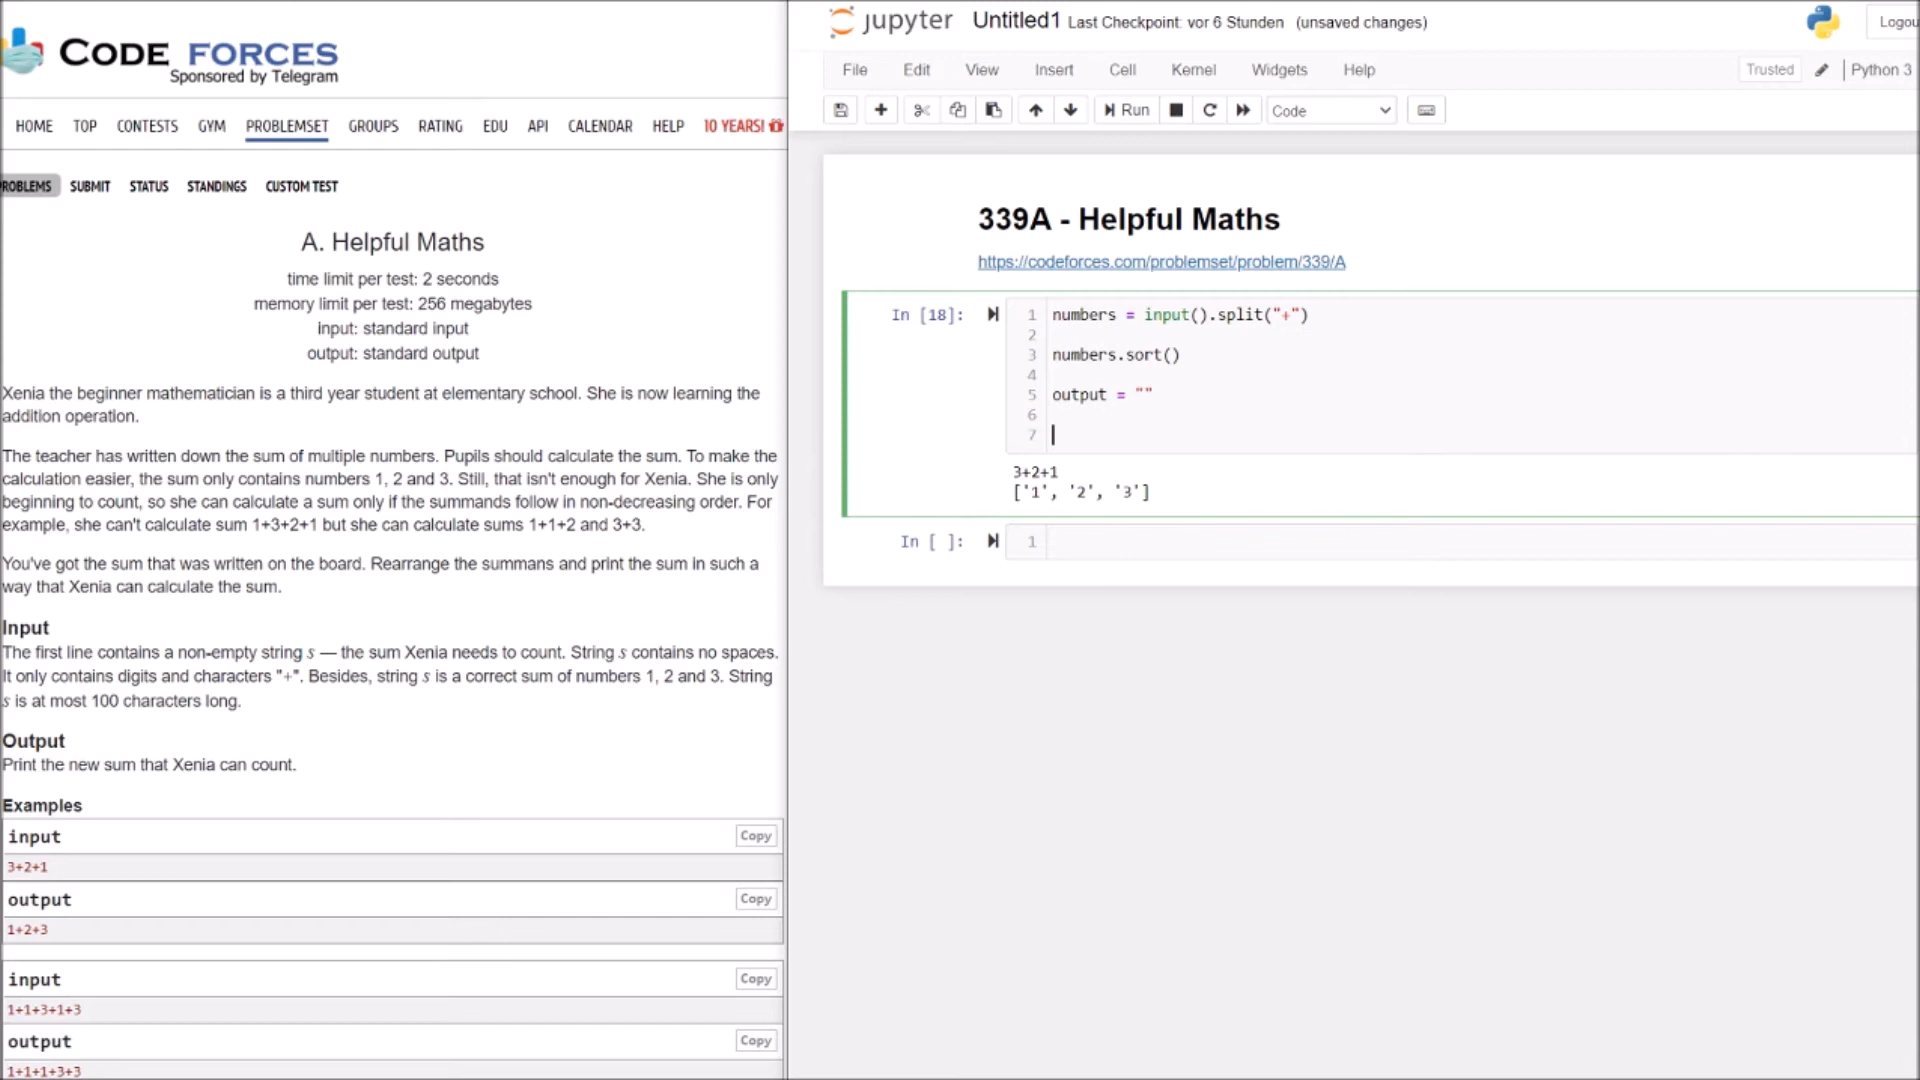 CODE FORCES
Sponsored by Telegram
HOME TOP CONTESTS GYM PROBLEMSET GROUPS RATING EDU API CALENDAR HELP 10 YEARS!
ROBLEMS SUBMIT STATUS STANDINGS CUSTOM TEST
A. Helpful Maths
time limit per test: 2 seconds
memory limit per test: 256 megabytes
input: standard input
output: standard output
Xenia the beginner mathematician is a third year student at elementary school. She is now learning the
addition operation.
The teacher has written down the sum of multiple numbers. Pupils should calculate the sum. To make the
calculation easier, the sum only contains numbers 1, 2 and 3. Still, that isn't enough for Xenia. She is only
beginning to count, so she can calculate a sum only if the summands follow in non-decreasing order. For
example, she can't calculate sum 1+3+2+1 but she can calculate sums 1+1+2 and 3+3.
You've got the sum that was written on the board. Rearrange the summans and print the sum in such a
way that Xenia can calculate the sum.
Input
The first line contains a non-empty string s — the sum Xenia needs to count. String s contains no spaces.
It only contains digits and characters "+". Besides, string s is a correct sum of numbers 1, 2 and 3. String
s is at most 100 characters long.
Output
Print the new sum that Xenia can count.
Examples
input Copy
3+2+1
output Copy
1+2+3
input Copy
1+1+3+1+3
output Copy
1+1+1+3+3
jupyter Untitled1 Last Checkpoint: vor 6 Stunden (unsaved changes) Logou
File Edit View Insert Cell Kernel Widgets Help Trusted Python 3
Run Code
339A - Helpful Maths
https://codeforces.com/problemset/problem/339/A
In [18]: 1 numbers = input().split("+")
2
3 numbers.sort()
4
5 output = ""
6
7
3+2+1
['1', '2', '3']
In [ ]: 1